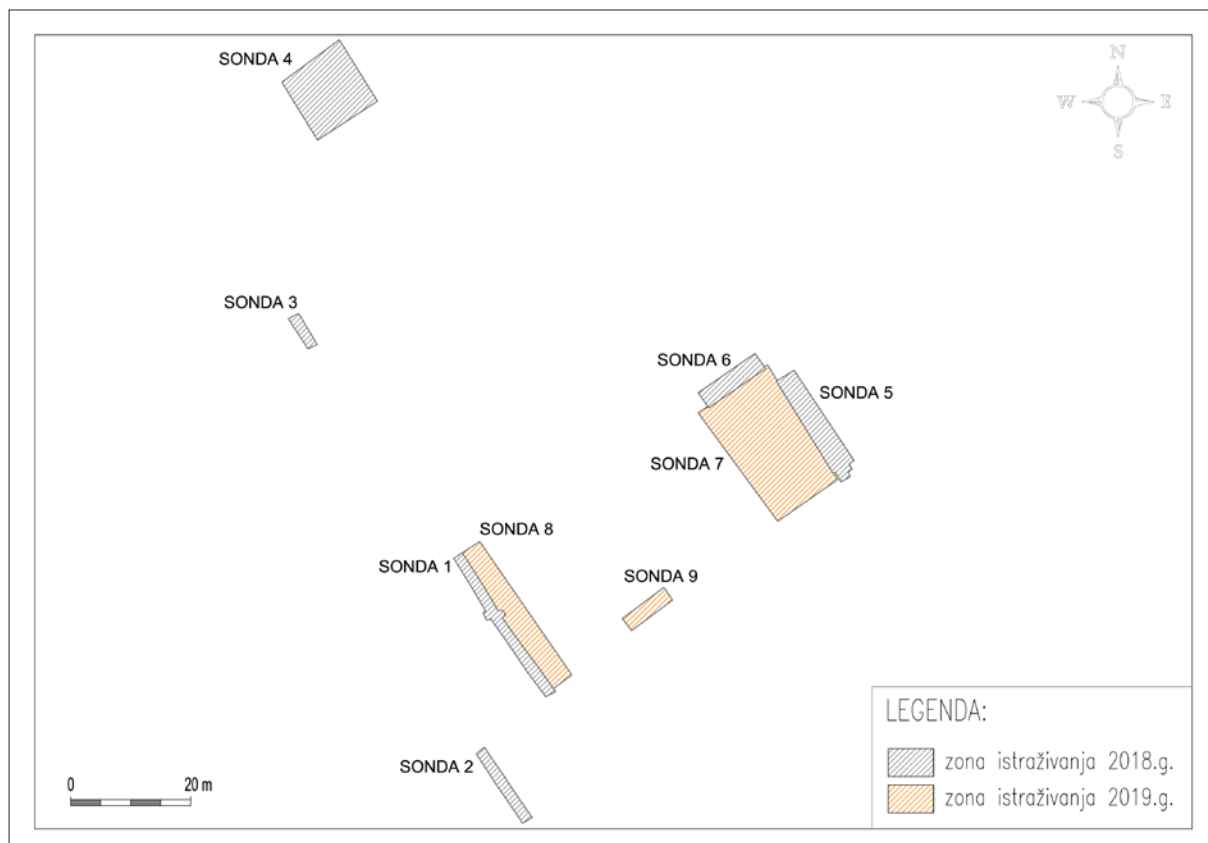 SONDA 4
N
W
E
S
SONDA 3
SONDA 6
SONDA 5
SONDA 7
SONDA 8
SONDA 1
SONDA 9
SONDA 2
0
20 m
LEGENDA:
zona istraživanja 2018.g.
zona istraživanja 2019.g.